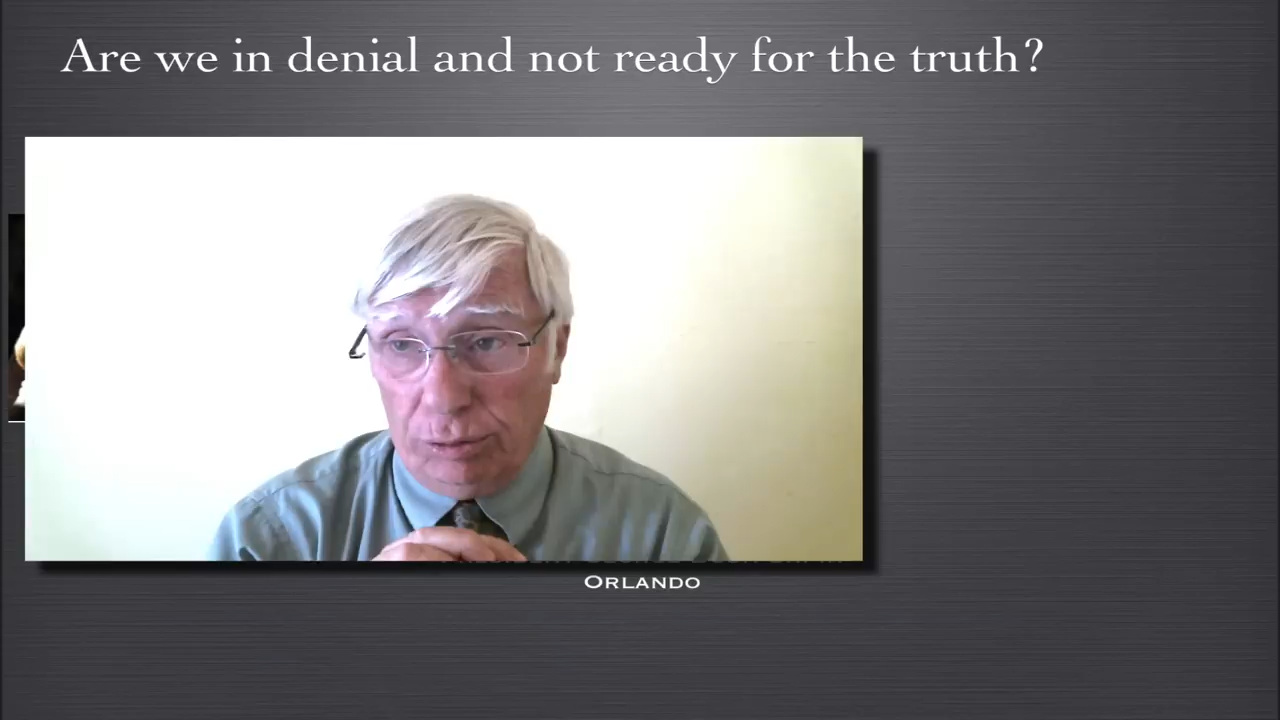 Are we in denial and not ready for the truth?
Orlando